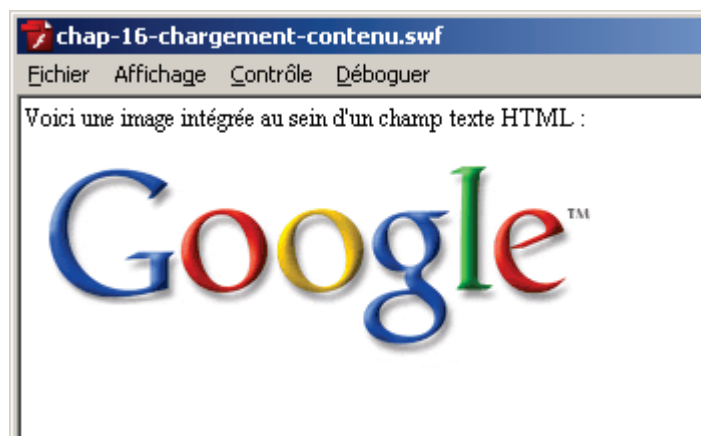 chap-16-chargement-contenu.swf
Fichier Affichage Contrôle Déboguer
Voici une image intégrée au sein d'un champ texte HTML :
Google™